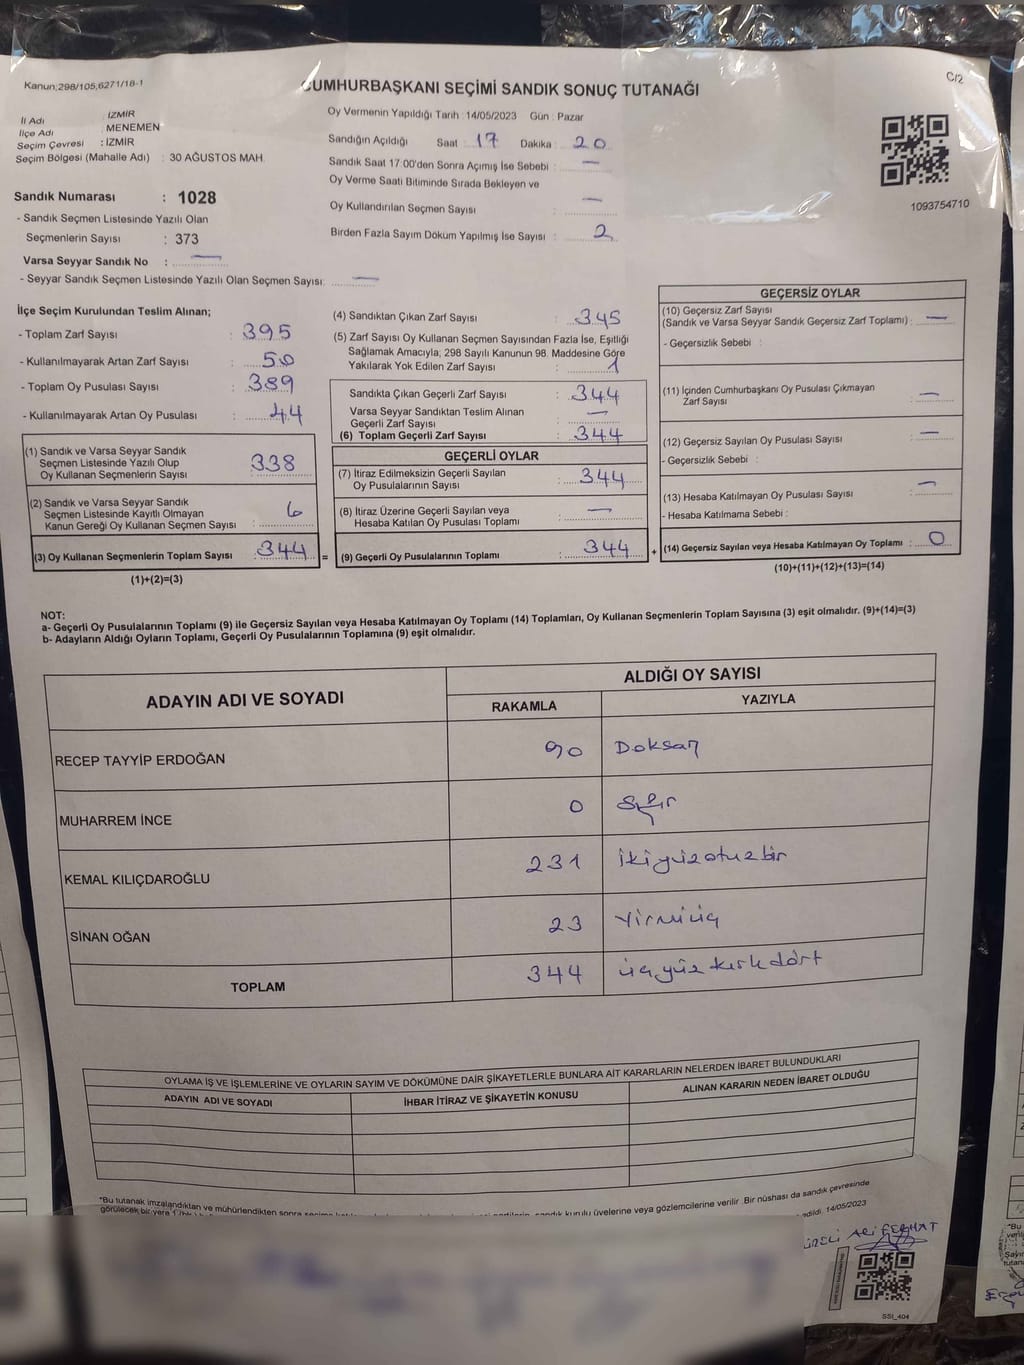 Kanun;298/105,6271/18-1
C/2
CUMHURBAŞKANI SEÇİMİ SANDIK SONUÇ TUTANAĞI
İl Adı : İZMİR
İlçe Adı : MENEMEN
Seçim Çevresi : İZMİR
Seçim Bölgesi (Mahalle Adı) : 30 AĞUSTOS MAH.
Sandık Numarası : 1028
- Sandık Seçmen Listesinde Yazılı Olan
Seçmenlerin Sayısı : 373
Varsa Seyyar Sandık No : —
- Seyyar Sandık Seçmen Listesinde Yazılı Olan Seçmen Sayısı: —
Oy Vermenin Yapıldığı Tarih : 14/05/2023 Gün : Pazar
Sandığın Açıldığı Saat : 17 Dakika : 20
Sandık Saat 17:00'den Sonra Açımış İse Sebebi : —
Oy Verme Saati Bitiminde Sırada Bekleyen ve
Oy Kullandırılan Seçmen Sayısı : —
Birden Fazla Sayım Döküm Yapılmış İse Sayısı : 2
1093754710
İlçe Seçim Kurulundan Teslim Alınan;
- Toplam Zarf Sayısı : 395
- Kullanılmayarak Artan Zarf Sayısı : 50
- Toplam Oy Pusulası Sayısı : 389
- Kullanılmayarak Artan Oy Pusulası : 44
(1) Sandık ve Varsa Seyyar Sandık
Seçmen Listesinde Yazılı Olup
Oy Kullanan Seçmenlerin Sayısı : 338
(2) Sandık ve Varsa Seyyar Sandık
Seçmen Listesinde Kayıtlı Olmayan
Kanun Gereği Oy Kullanan Seçmen Sayısı : 6
(3) Oy Kullanan Seçmenlerin Toplam Sayısı : 344 =
(1)+(2)=(3)
(4) Sandıktan Çıkan Zarf Sayısı : 345
(5) Zarf Sayısı Oy Kullanan Seçmen Sayısından Fazla İse, Eşitliği
Sağlamak Amacıyla; 298 Sayılı Kanunun 98. Maddesine Göre
Yakılarak Yok Edilen Zarf Sayısı : 1
Sandıkta Çıkan Geçerli Zarf Sayısı : 344
Varsa Seyyar Sandıktan Teslim Alınan
Geçerli Zarf Sayısı : —
(6) Toplam Geçerli Zarf Sayısı : 344
GEÇERLİ OYLAR
(7) İtiraz Edilmeksizin Geçerli Sayılan
Oy Pusulalarının Sayısı : 344
(8) İtiraz Üzerine Geçerli Sayılan veya
Hesaba Katılan Oy Pusulası Toplamı : —
(9) Geçerli Oy Pusulalarının Toplamı : 344 +
GEÇERSİZ OYLAR
(10) Geçersiz Zarf Sayısı
(Sandık ve Varsa Seyyar Sandık Geçersiz Zarf Toplamı) : —
- Geçersizlik Sebebi :
(11) İçinden Cumhurbaşkanı Oy Pusulası Çıkmayan
Zarf Sayısı : —
(12) Geçersiz Sayılan Oy Pusulası Sayısı : —
- Geçersizlik Sebebi :
(13) Hesaba Katılmayan Oy Pusulası Sayısı : —
- Hesaba Katılmama Sebebi :
(14) Geçersiz Sayılan veya Hesaba Katılmayan Oy Toplamı : 0
(10)+(11)+(12)+(13)=(14)
NOT:
a- Geçerli Oy Pusulalarının Toplamı (9) ile Geçersiz Sayılan veya Hesaba Katılmayan Oy Toplamı (14) Toplamları, Oy Kullanan Seçmenlerin Toplam Sayısına (3) eşit olmalıdır. (9)+(14)=(3)
b- Adayların Aldığı Oyların Toplamı, Geçerli Oy Pusulalarının Toplamına (9) eşit olmalıdır.
ADAYIN ADI VE SOYADI ALDIĞI OY SAYISI
RAKAMLA YAZIYLA
RECEP TAYYİP ERDOĞAN 90 Doksan
MUHARREM İNCE 0 Sıfır
KEMAL KILIÇDAROĞLU 231 ikiyüzotuzbir
SİNAN OĞAN 23 Yirmiüç
TOPLAM 344 üçyüz kırkdört
OYLAMA İŞ VE İŞLEMLERİNE VE OYLARIN SAYIM VE DÖKÜMÜNE DAİR ŞİKAYETLERLE BUNLARA AİT KARARLARIN NELERDEN İBARET BULUNDUKLARI
ADAYIN ADI VE SOYADI İHBAR İTİRAZ VE ŞİKAYETİN KONUSU ALINAN KARARIN NEDEN İBARET OLDUĞU
*Bu tutanak imzalandıktan ve mühürlendikten sonra sandık kurulu üyelerine veya gözlemcilerine verilir. Bir nüshası da sandık çevresinde
görülecek bir yere edildi. 14/05/2023
ALİ FERHAT
SSI_404